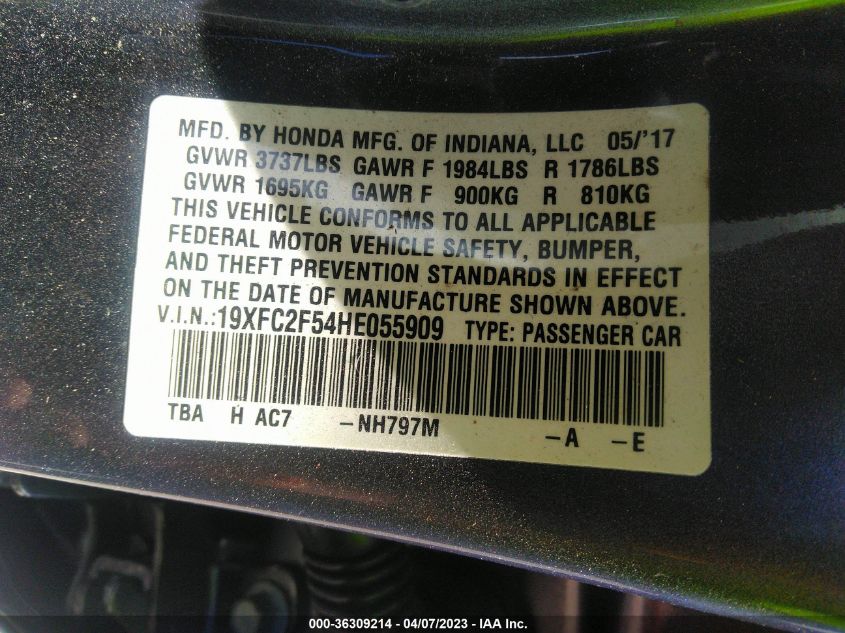 MFD. BY HONDA MFG. OF INDIANA, LLC 05/'17
GVWR 3737LBS GAWR F 1984LBS R 1786LBS
GVWR 1695KG GAWR F 900KG R 810KG
THIS VEHICLE CONFORMS TO ALL APPLICABLE
FEDERAL MOTOR VEHICLE SAFETY, BUMPER,
AND THEFT PREVENTION STANDARDS IN EFFECT
ON THE DATE OF MANUFACTURE SHOWN ABOVE.
V.I.N.:19XFC2F54HE055909 TYPE: PASSENGER CAR
TBA H AC7 -NH797M -A -E
000-36309214 - 04/07/2023 - IAA Inc.